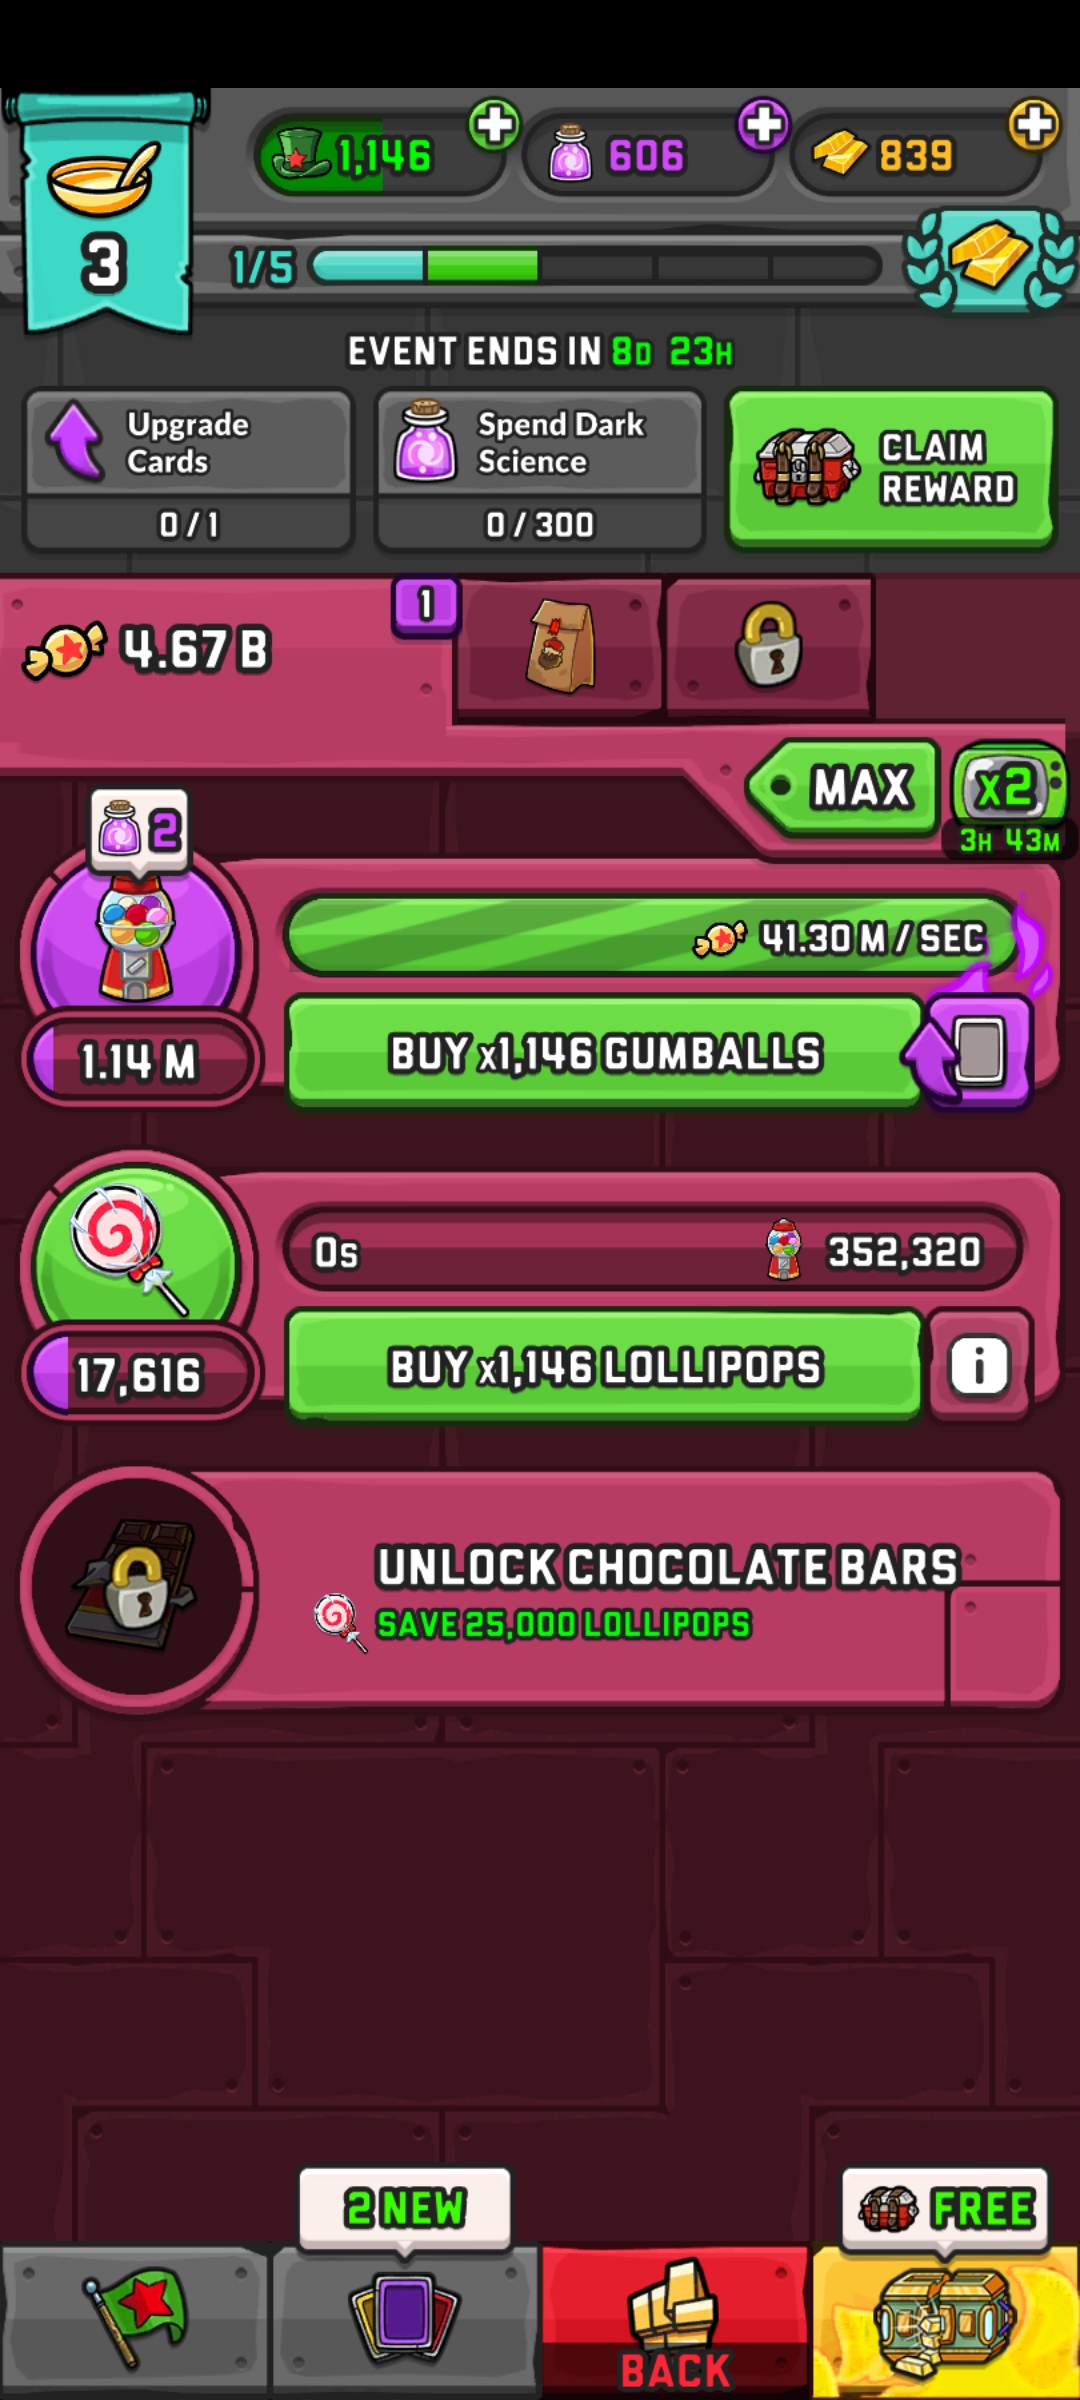 1,146
606
839
3
1/5
EVENT ENDS IN 8D 23H
Upgrade
Cards
0/1
Spend Dark
Science
0/300
CLAIM
REWARD
4.67 B
1
MAX
x2
3H 43M
2
41.30 M / SEC
1.14 M
BUY x1,146 GUMBALLS
0s
352,320
17,616
BUY x1,146 LOLLIPOPS
i
UNLOCK CHOCOLATE BARS
SAVE 25,000 LOLLIPOPS
2 NEW
FREE
BACK